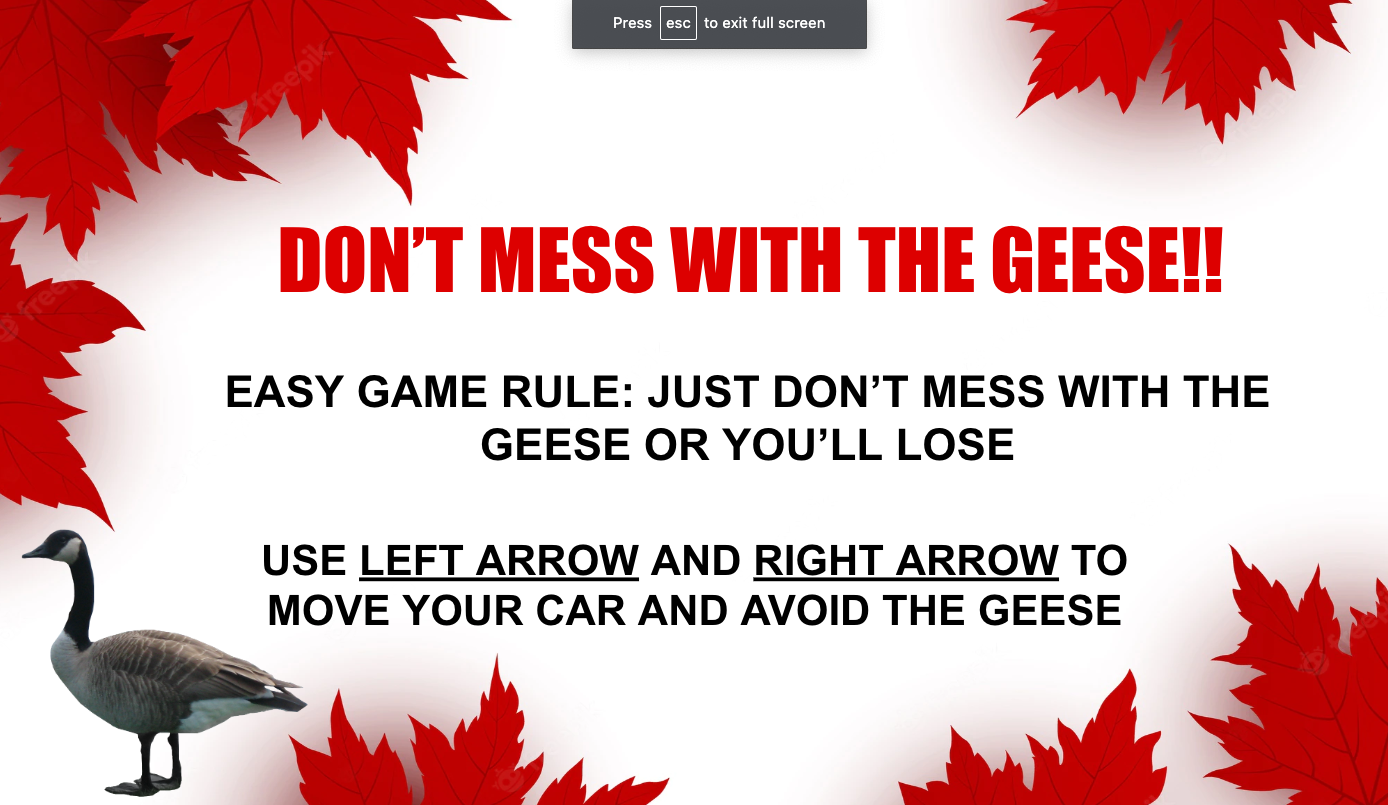 Press esc to exit full screen
freepik
DON’T MESS WITH THE GEESE!!
freepik
EASY GAME RULE: JUST DON’T MESS WITH THE
GEESE OR YOU’LL LOSE
USE LEFT ARROW AND RIGHT ARROW TO
MOVE YOUR CAR AND AVOID THE GEESE